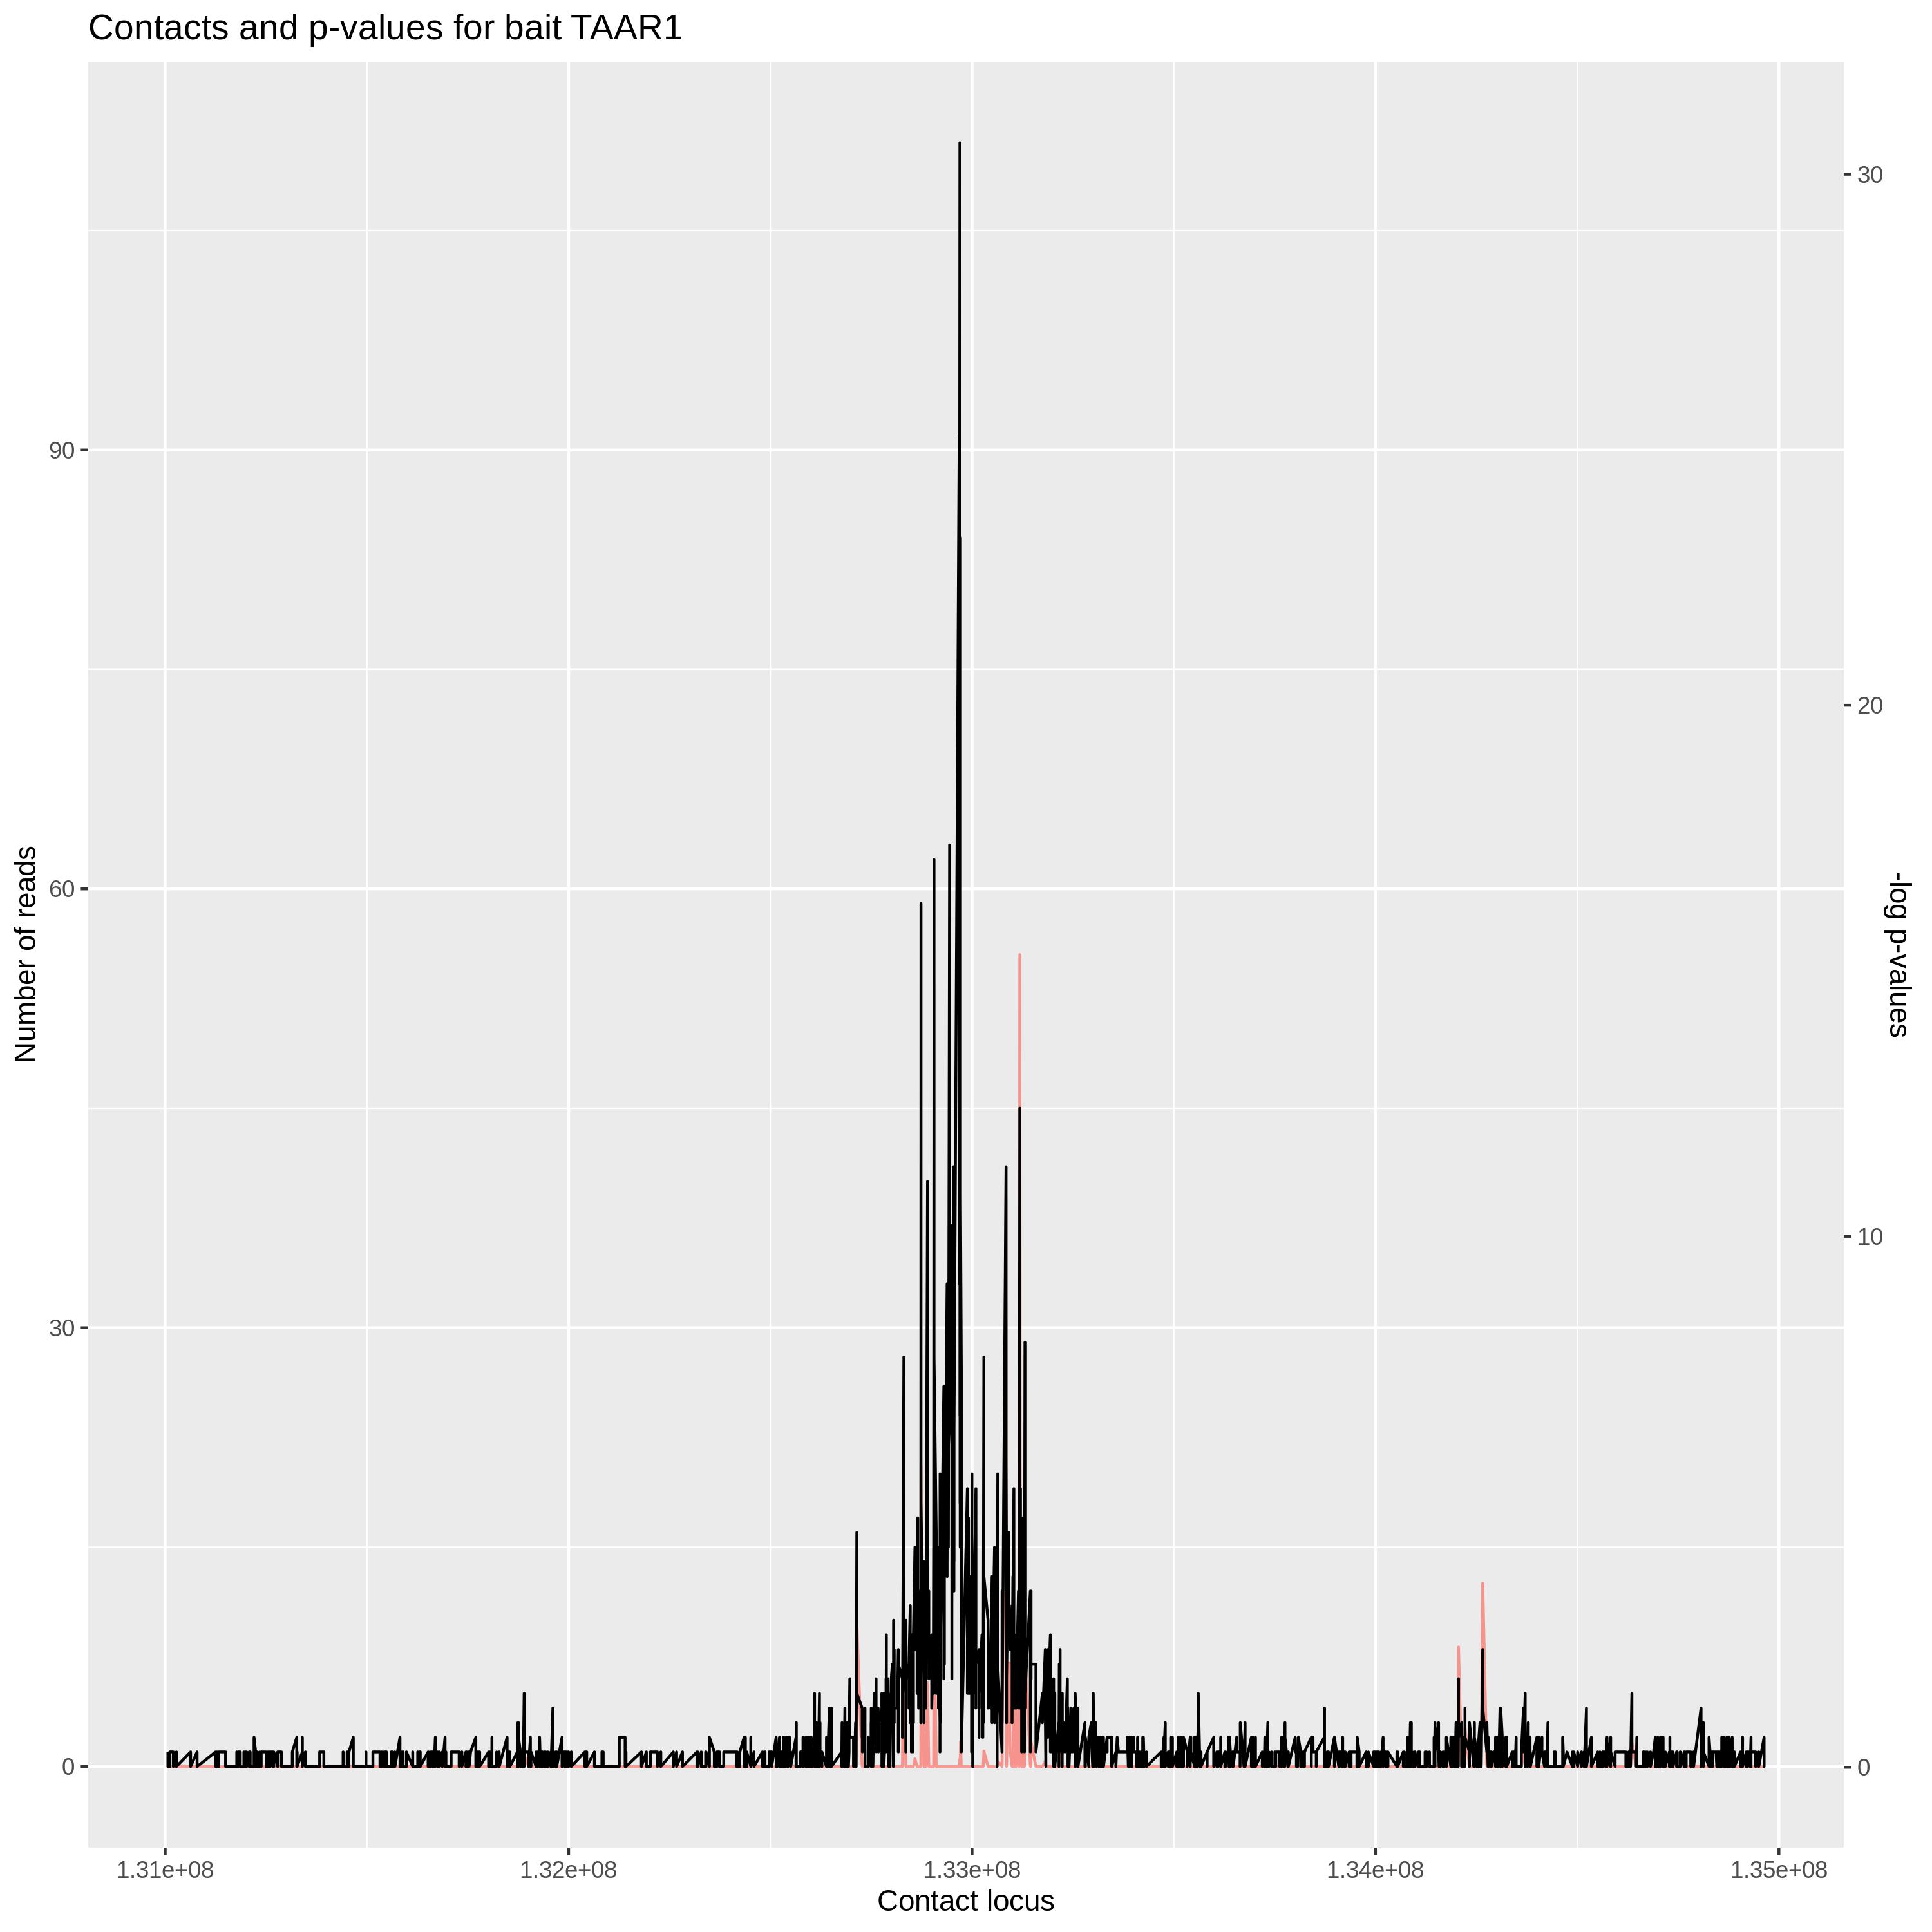 Contacts and p-values for bait TAAR1
Number of reads
90
60
30
0
30
20
10
0
-log p-values
1.31e+08
1.32e+08
1.33e+08
1.34e+08
1.35e+08
Contact locus